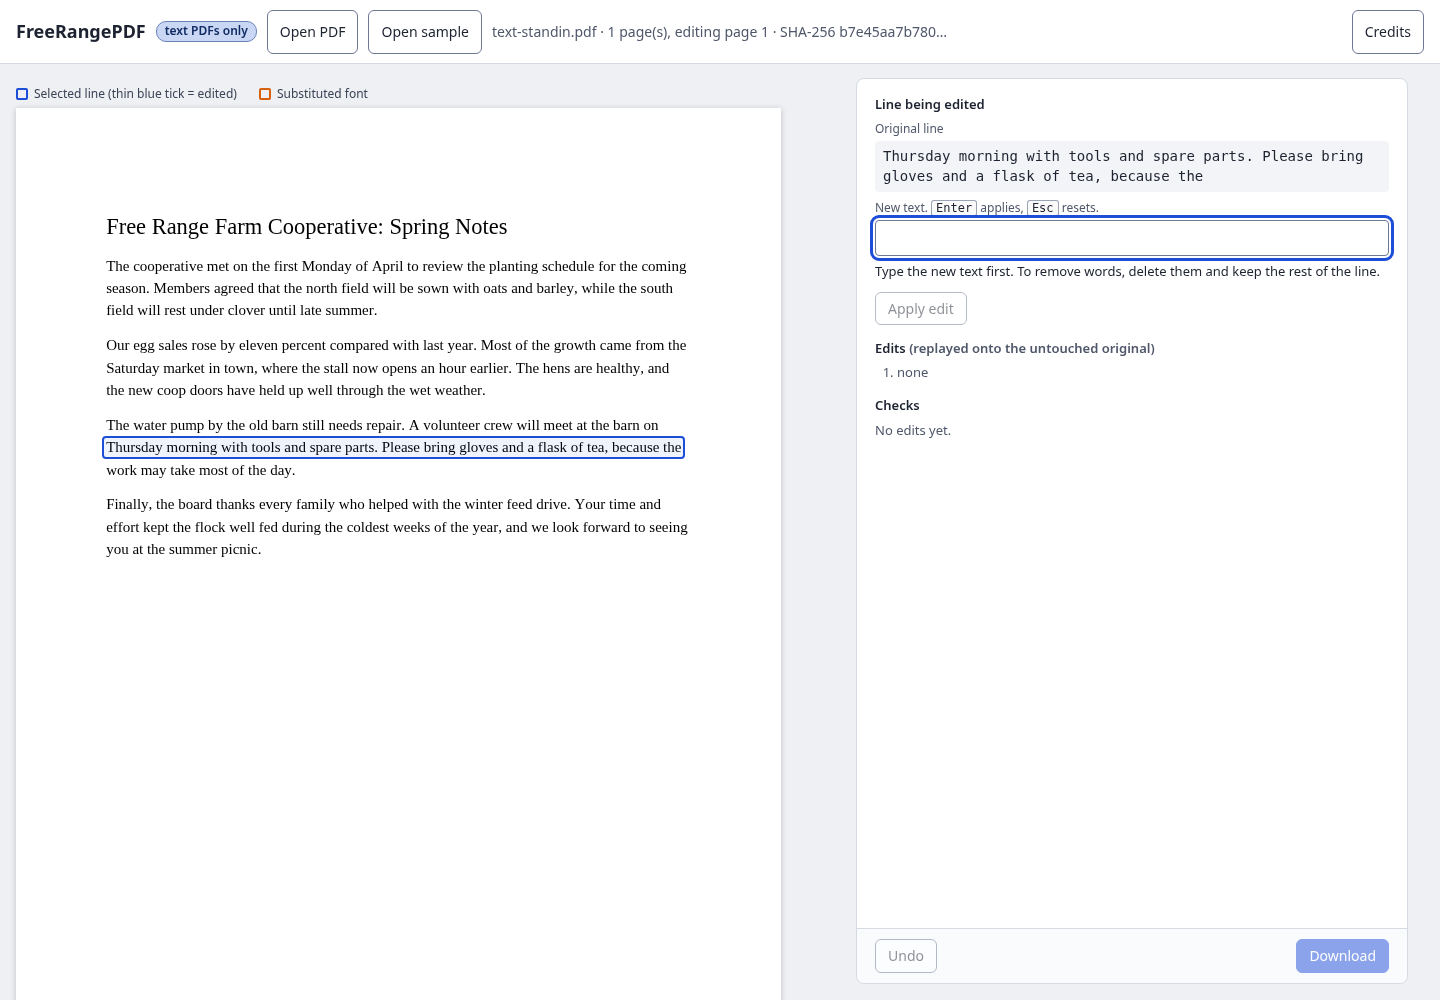 FreeRangePDF
text PDFs only
Open PDF
Open sample
text-standin.pdf · 1 page(s), editing page 1 · SHA-256 b7e45aa7b780…
Credits
Selected line (thin blue tick = edited)
Substituted font
Free Range Farm Cooperative: Spring Notes
The cooperative met on the first Monday of April to review the planting schedule for the coming
season. Members agreed that the north field will be sown with oats and barley, while the south
field will rest under clover until late summer.
Our egg sales rose by eleven percent compared with last year. Most of the growth came from the
Saturday market in town, where the stall now opens an hour earlier. The hens are healthy, and
the new coop doors have held up well through the wet weather.
The water pump by the old barn still needs repair. A volunteer crew will meet at the barn on
Thursday morning with tools and spare parts. Please bring gloves and a flask of tea, because the
work may take most of the day.
Finally, the board thanks every family who helped with the winter feed drive. Your time and
effort kept the flock well fed during the coldest weeks of the year, and we look forward to seeing
you at the summer picnic.
Line being edited
Original line
Thursday morning with tools and spare parts. Please bring
gloves and a flask of tea, because the
New text. Enter applies, Esc resets.
Type the new text first. To remove words, delete them and keep the rest of the line.
Apply edit
Edits (replayed onto the untouched original)
1. none
Checks
No edits yet.
Undo
Download